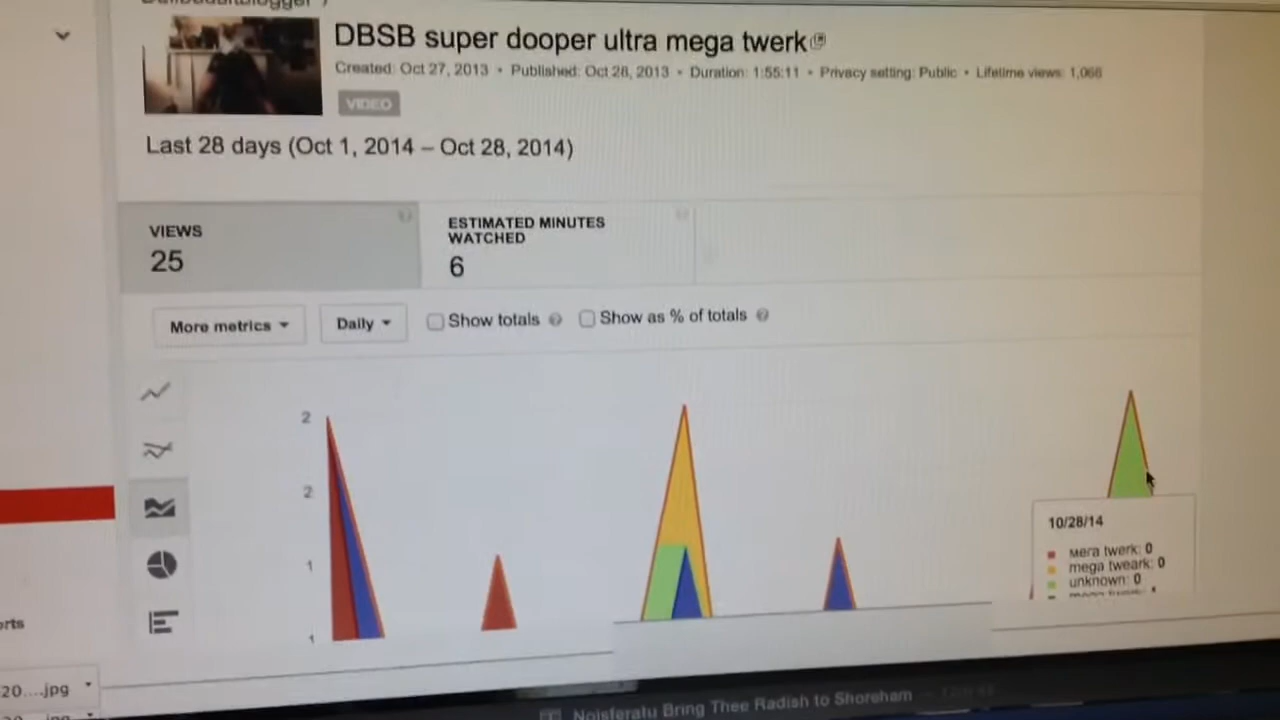 DBSB super dooper ultra mega twerk
Created: Oct 27, 2013 • Published: Oct 28, 2013 • Duration: 1:55:11 • Privacy setting: Public • Lifetime views: 1,066
VIDEO
Last 28 days (Oct 1, 2014 – Oct 28, 2014)
VIEWS
25
ESTIMATED MINUTES
WATCHED
6
More metrics
Daily
Show totals
Show as % of totals
2
2
1
1
10/28/14
mera twerk: 0
mega tweark: 0
unknown: 0
orts
20....jpg
Noisferatu Bring Thee Radish to Shoreham